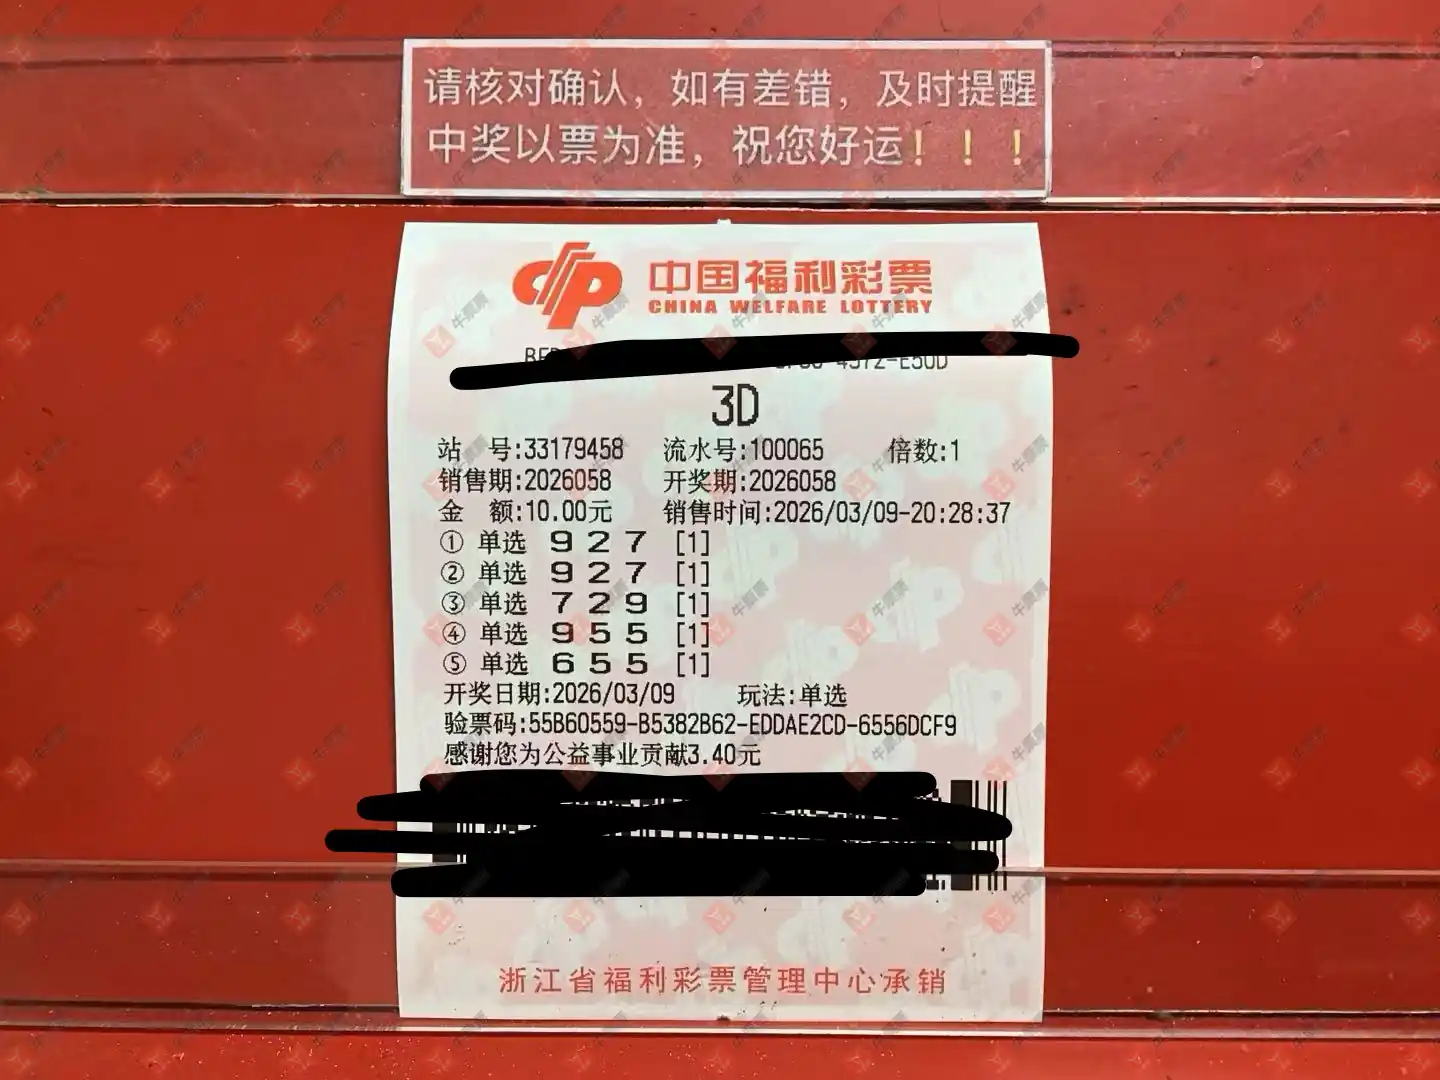 请核对确认，如有差错，及时提醒
中奖以票为准，祝您好运！！！
中国福利彩票
CHINA WELFARE LOTTERY
3D
站 号:33179458 流水号:100065 倍数:1
销售期:2026058 开奖期:2026058
金 额:10.00元 销售时间:2026/03/09-20:28:37
① 单选 9 2 7 [1]
② 单选 9 2 7 [1]
③ 单选 7 2 9 [1]
④ 单选 9 5 5 [1]
⑤ 单选 6 5 5 [1]
开奖日期:2026/03/09 玩法:单选
验票码:55B60559-B5382B62-EDDAE2CD-6556DCF9
感谢您为公益事业贡献3.40元
浙江省福利彩票管理中心承销
牛票票